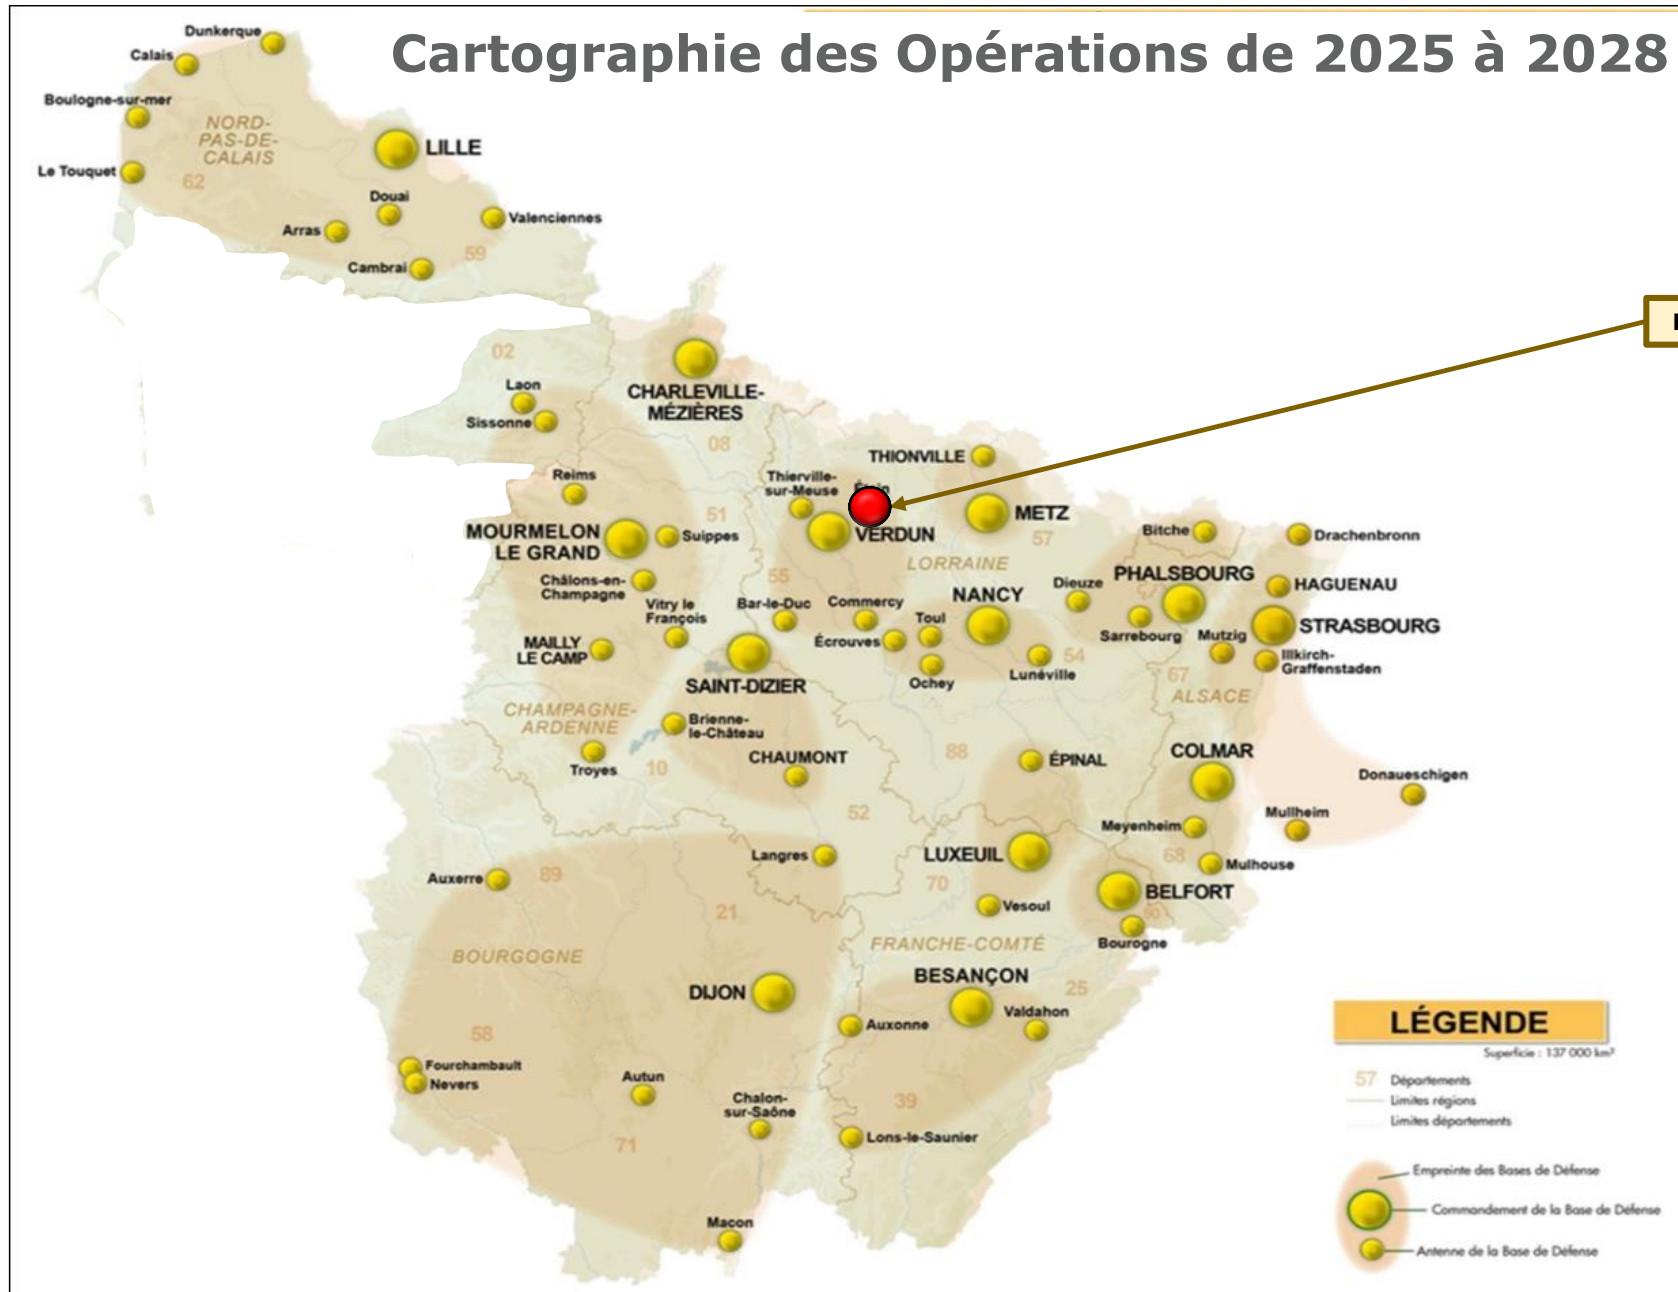 Cartographie des Opérations de 2025 à 2028
Dunkerque
Calais
Boulogne-sur-mer
NORD-
PAS-DE-
CALAIS
LILLE
Le Touquet
62
Douai
Valenciennes
Arras
59
Cambrai
02
Laon
Sissonne
CHARLEVILLE-
MÉZIÈRES
08
THIONVILLE
Reims
Thierville-
sur-Meuse
Étain
51
METZ
MOURMELON
LE GRAND
Suippes
VERDUN
57
Bitche
Drachenbronn
LORRAINE
Châlons-en-
Champagne
55
Dieuze
PHALSBOURG
HAGUENAU
Vitry le
François
Bar-le-Duc
Commercy
NANCY
Toul
Écrouves
Sarrebourg
Mutzig
STRASBOURG
MAILLY
LE CAMP
Ochey
Lunéville
54
Illkirch-
Graffenstaden
SAINT-DIZIER
67
ALSACE
CHAMPAGNE-
ARDENNE
Brienne-
le-Château
Troyes
10
CHAUMONT
88
ÉPINAL
COLMAR
Donaueschigen
52
Mullheim
Meyenheim
Langres
LUXEUIL
68
Mulhouse
Auxerre
89
70
BELFORT
21
Vesoul
90
Bourogne
BOURGOGNE
FRANCHE-COMTÉ
BESANÇON
DIJON
25
Valdahon
Auxonne
58
Fourchambault
Nevers
Autun
Chalon-
sur-Saône
39
71
Lons-le-Saunier
Macon
LÉGENDE
Superficie : 137 000 km²
57 Départements
Limites régions
Limites départements
Empreinte des Bases de Défense
Commandement de la Base de Défense
Antenne de la Base de Défense